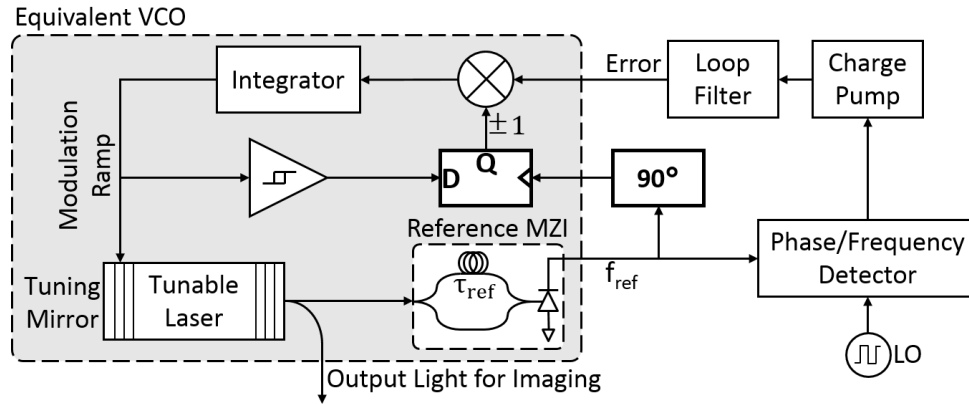 Equivalent VCO
Integrator
Error
Loop
Filter
Charge
Pump
±1
Modulation
Ramp
D
Q
90°
Reference MZI
τref
fref
Phase/Frequency
Detector
Tuning
Mirror
Tunable
Laser
LO
Output Light for Imaging